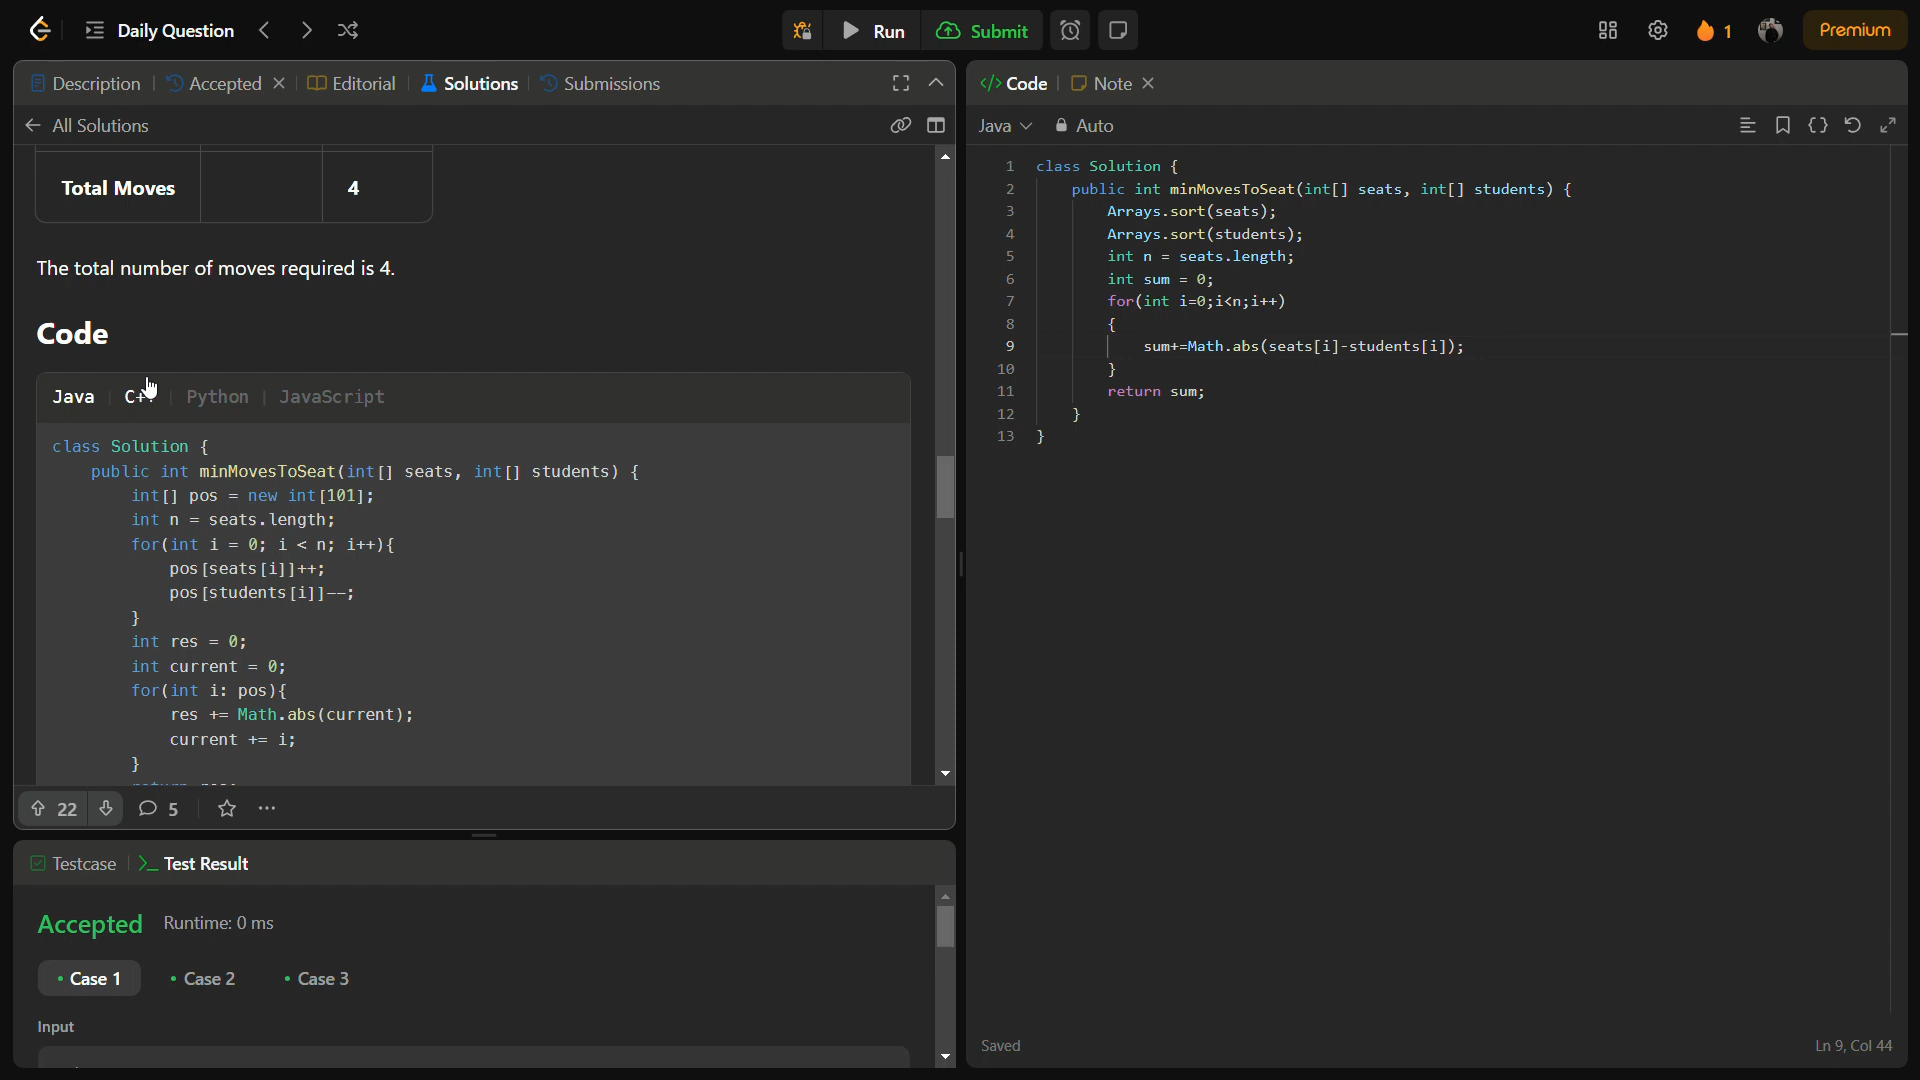 Daily Question
Run
Submit
1
Premium
Description
Accepted
Editorial
Solutions
Submissions
All Solutions
Total Moves 4
The total number of moves required is 4.
Code
Java
C++
Python
JavaScript
class Solution {
public int minMovesToSeat(int[] seats, int[] students) {
int[] pos = new int[101];
int n = seats.length;
for(int i = 0; i < n; i++){
pos[seats[i]]++;
pos[students[i]]--;
}
int res = 0;
int current = 0;
for(int i: pos){
res += Math.abs(current);
current += i;
}
22
5
Testcase
Test Result
Accepted
Runtime: 0 ms
Case 1
Case 2
Case 3
Input
Code
Note
Java
Auto
1 class Solution {
2 public int minMovesToSeat(int[] seats, int[] students) {
3 Arrays.sort(seats);
4 Arrays.sort(students);
5 int n = seats.length;
6 int sum = 0;
7 for(int i=0;i<n;i++)
8 {
9 sum+=Math.abs(seats[i]-students[i]);
10 }
11 return sum;
12 }
13 }
Saved
Ln 9, Col 44